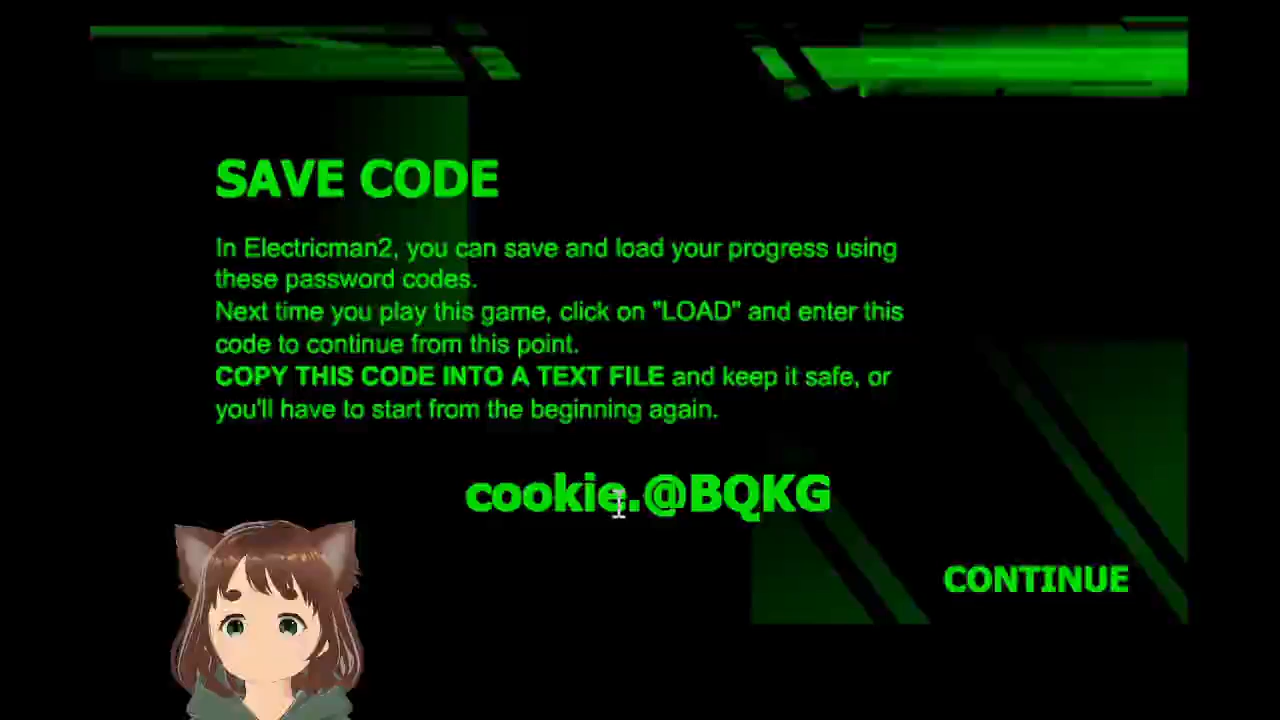 SAVE CODE
In Electricman2, you can save and load your progress using
these password codes.
Next time you play this game, click on "LOAD" and enter this
code to continue from this point.
COPY THIS CODE INTO A TEXT FILE and keep it safe, or
you'll have to start from the beginning again.
cookie.@BQKG
CONTINUE